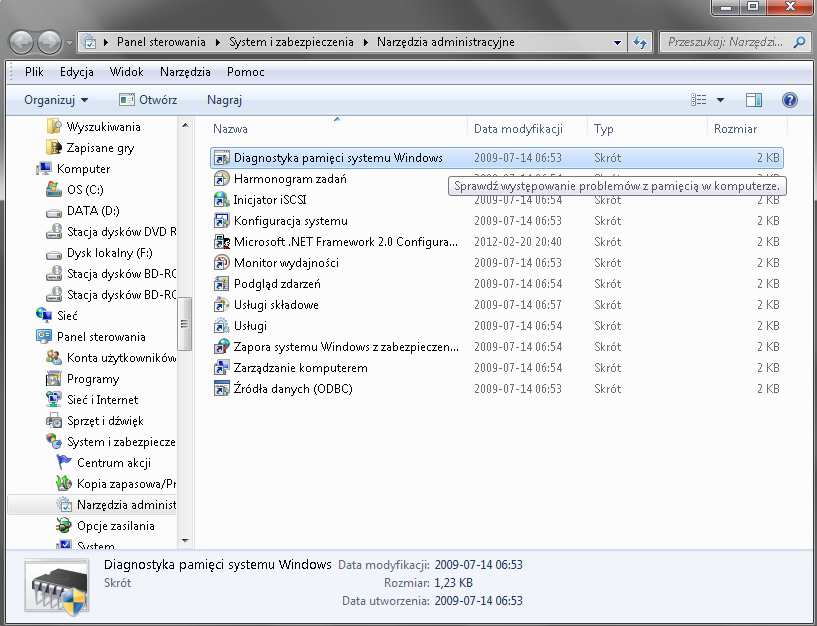 Panel sterowania System i zabezpieczenia Narzędzia administracyjne Przeszukaj: Narzędzi...
Plik Edycja Widok Narzędzia Pomoc
Organizuj Otwórz Nagraj
Wyszukiwania
Zapisane gry
Komputer
OS (C:)
DATA (D:)
Stacja dysków DVD R
Dysk lokalny (F:)
Stacja dysków BD-RO
Stacja dysków BD-RO
Sieć
Panel sterowania
Konta użytkowników
Programy
Sieć i Internet
Sprzęt i dźwięk
System i zabezpiecze
Centrum akcji
Kopia zapasowa/Pr
Narzędzia administ
Opcje zasilania
System
Nazwa Data modyfikacji Typ Rozmiar
Diagnostyka pamięci systemu Windows 2009-07-14 06:53 Skrót 2 KB
Harmonogram zadań
Sprawdź występowanie problemów z pamięcią w komputerze.
Inicjator iSCSI 2009-07-14 06:54 Skrót 2 KB
Konfiguracja systemu 2009-07-14 06:53 Skrót 2 KB
Microsoft .NET Framework 2.0 Configura... 2012-02-20 20:40 Skrót 2 KB
Monitor wydajności 2009-07-14 06:53 Skrót 2 KB
Podgląd zdarzeń 2009-07-14 06:54 Skrót 2 KB
Usługi składowe 2009-07-14 06:57 Skrót 2 KB
Usługi 2009-07-14 06:54 Skrót 2 KB
Zapora systemu Windows z zabezpieczen... 2009-07-14 06:54 Skrót 2 KB
Zarządzanie komputerem 2009-07-14 06:54 Skrót 2 KB
Źródła danych (ODBC) 2009-07-14 06:53 Skrót 2 KB
Diagnostyka pamięci systemu Windows Data modyfikacji: 2009-07-14 06:53
Skrót Rozmiar: 1,23 KB
Data utworzenia: 2009-07-14 06:53